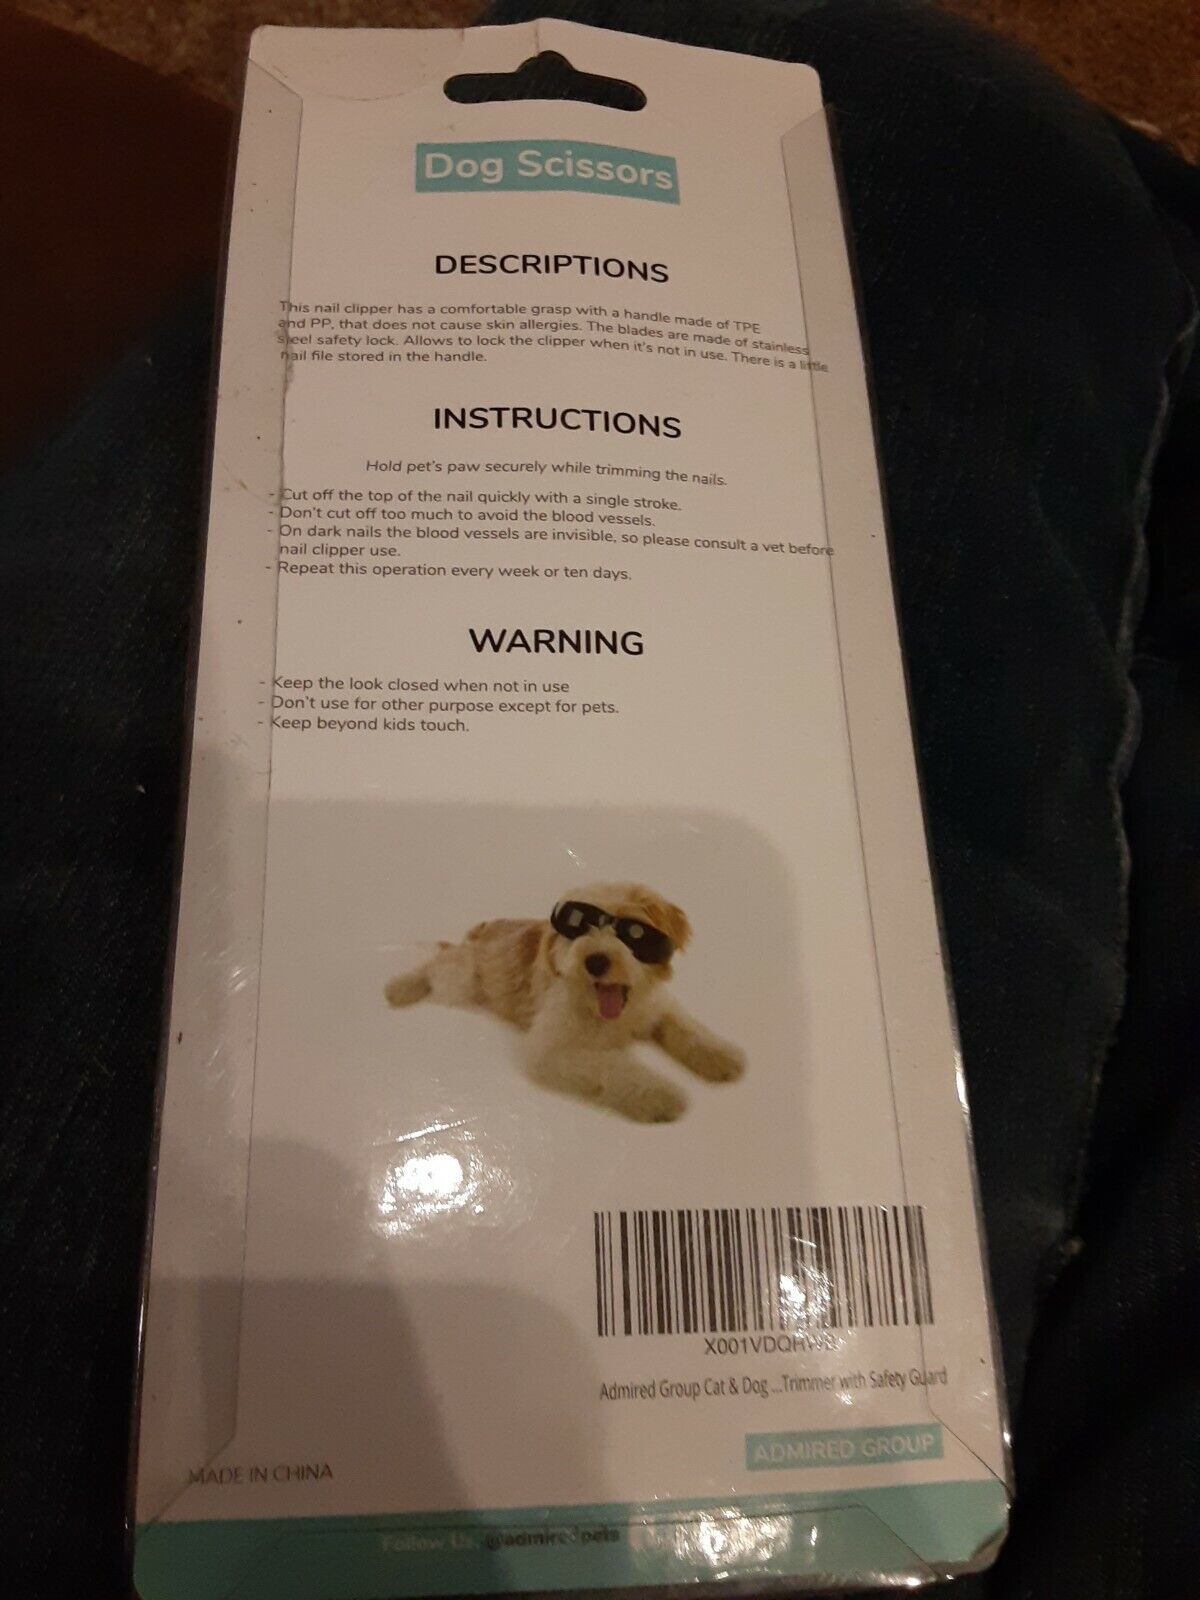 Dog Scissors
DESCRIPTIONS
This nail clipper has a comfortable grasp with a handle made of TPE
and PP, that does not cause skin allergies. The blades are made of stainless
steel safety lock. Allows to lock the clipper when it's not in use. There is a little
nail file stored in the handle.
INSTRUCTIONS
Hold pet's paw securely while trimming the nails.
- Cut off the top of the nail quickly with a single stroke.
- Don't cut off too much to avoid the blood vessels.
- On dark nails the blood vessels are invisible, so please consult a vet before
nail clipper use.
- Repeat this operation every week or ten days.
WARNING
- Keep the look closed when not in use
- Don't use for other purpose except for pets.
- Keep beyond kids touch.
Admired Group Cat & Dog ...Trimmer with Safety Guard
ADMIRED GROUP
MADE IN CHINA
Follow Us, @admiredpets